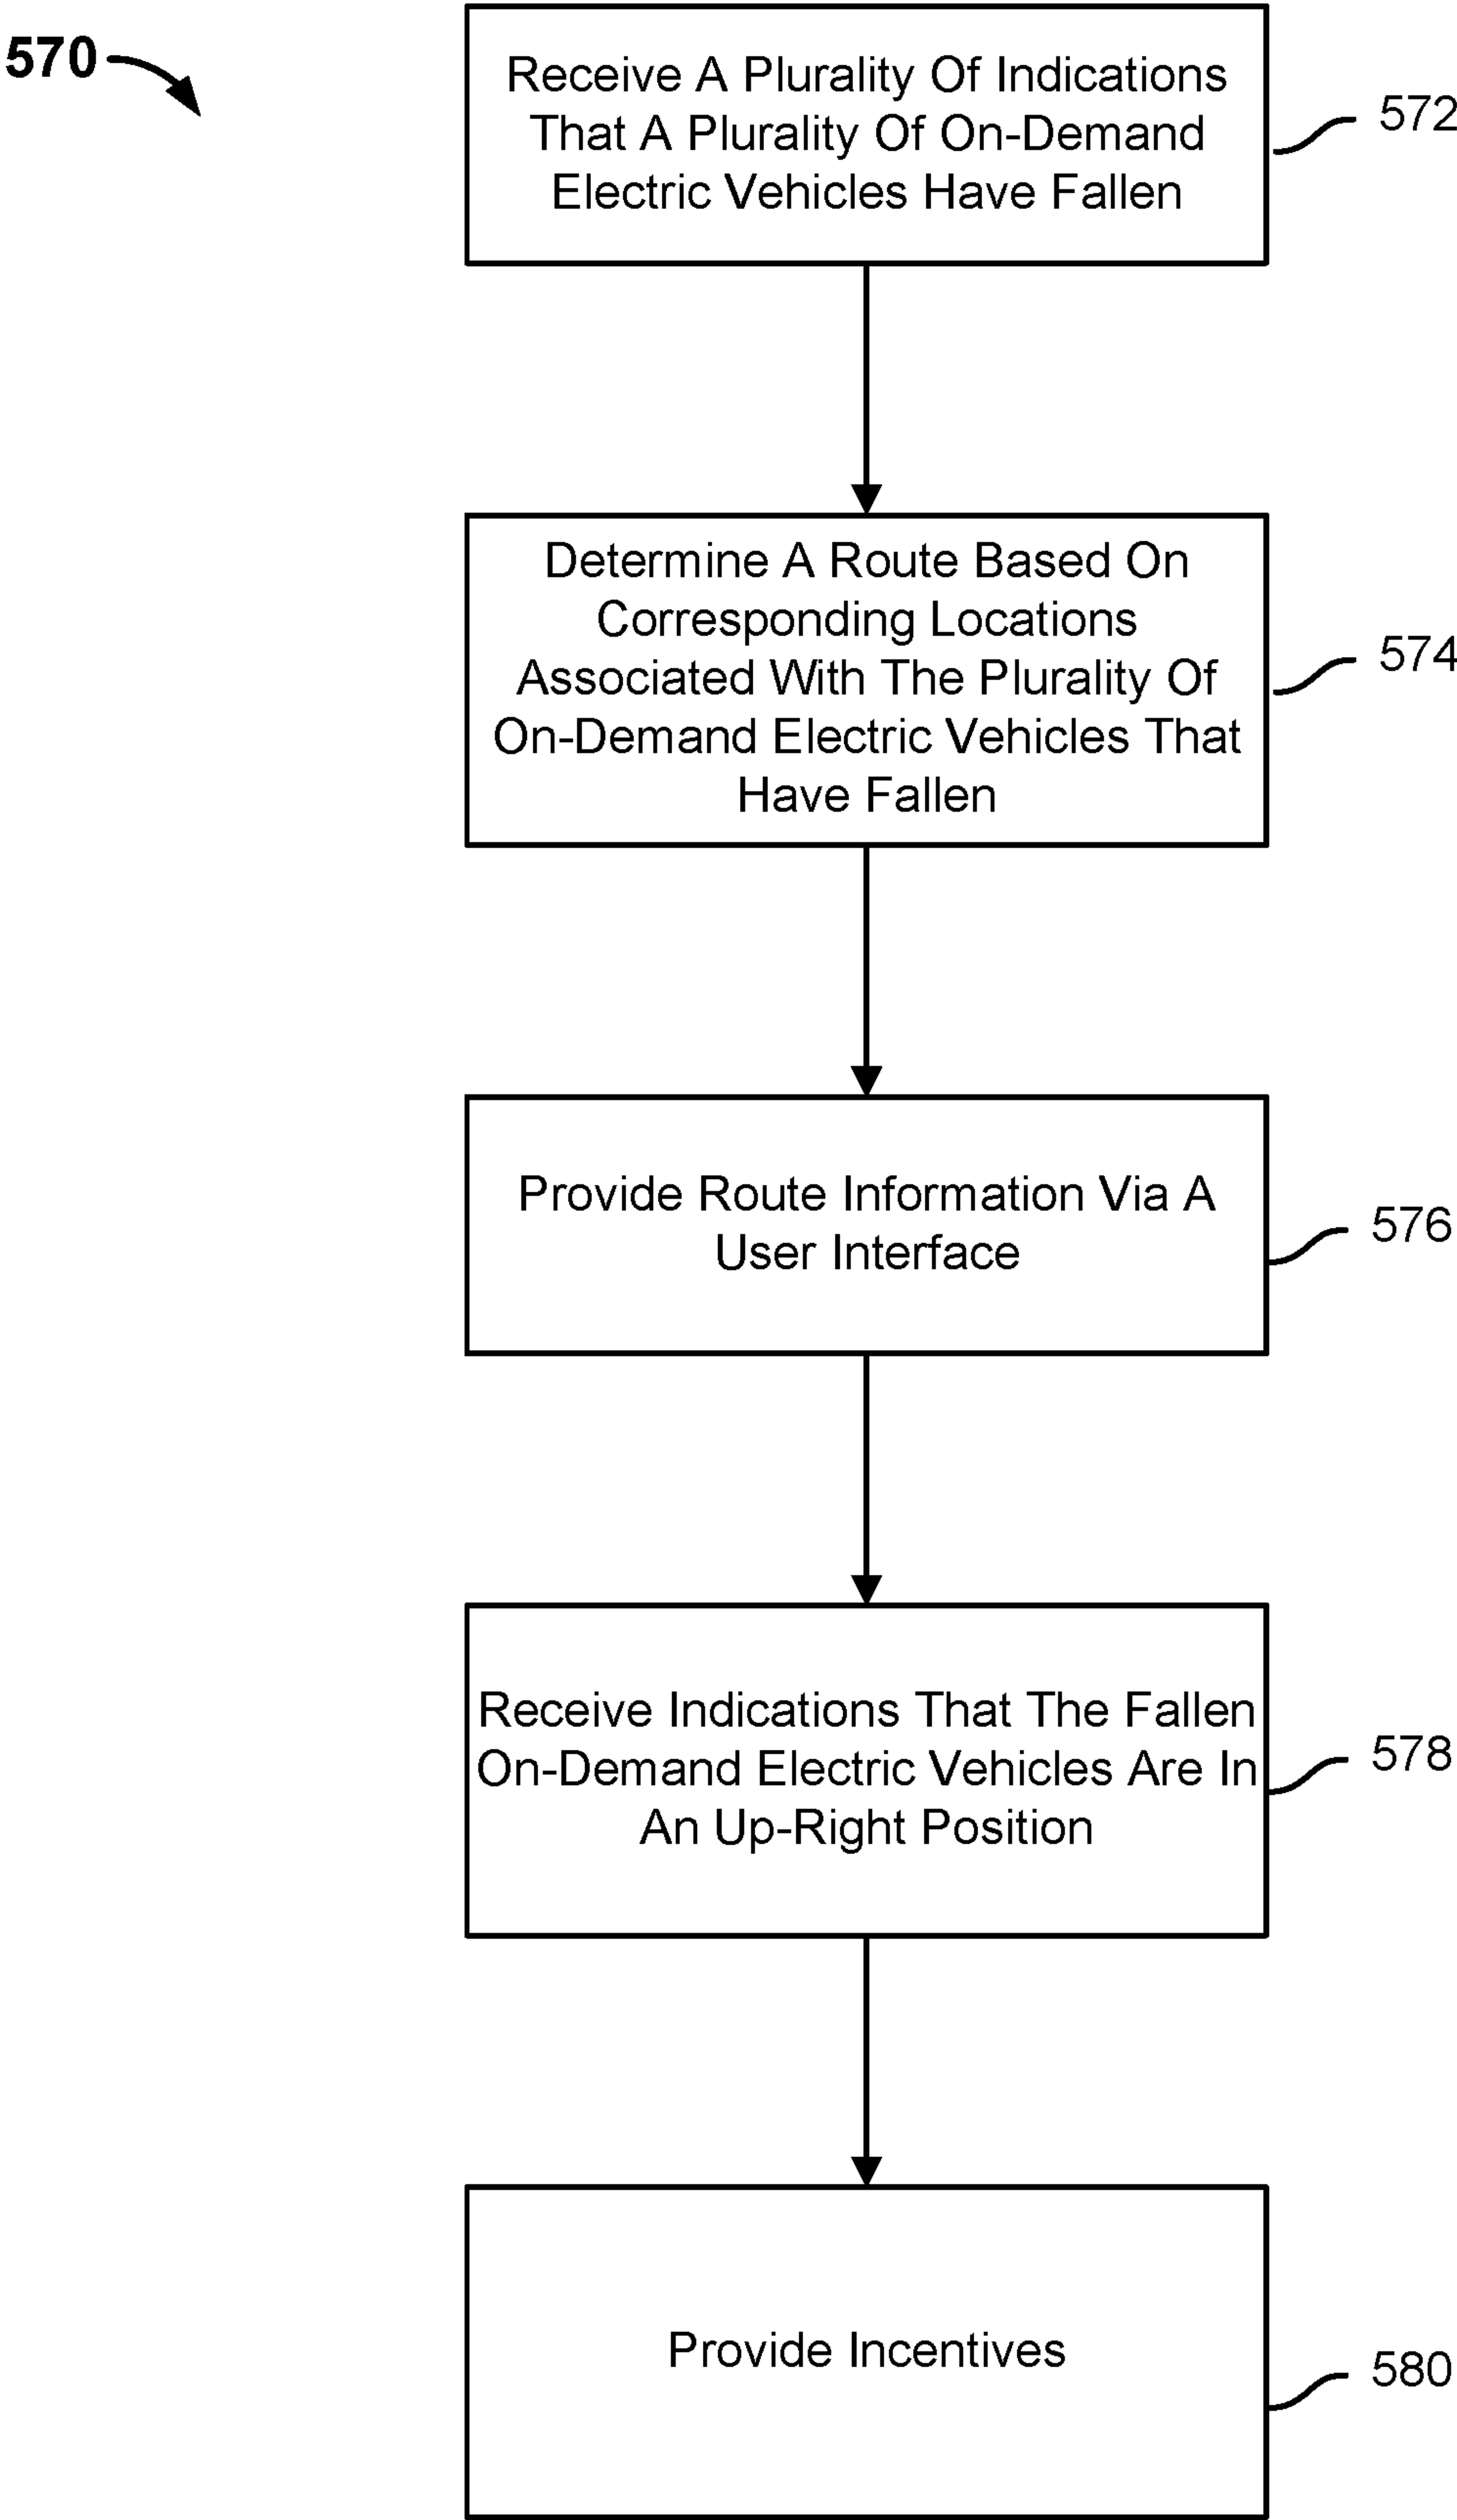 570
Receive A Plurality Of Indications
That A Plurality Of On-Demand
Electric Vehicles Have Fallen
572
Determine A Route Based On
Corresponding Locations
Associated With The Plurality Of
On-Demand Electric Vehicles That
Have Fallen
574
Provide Route Information Via A
User Interface
576
Receive Indications That The Fallen
On-Demand Electric Vehicles Are In
An Up-Right Position
578
Provide Incentives
580